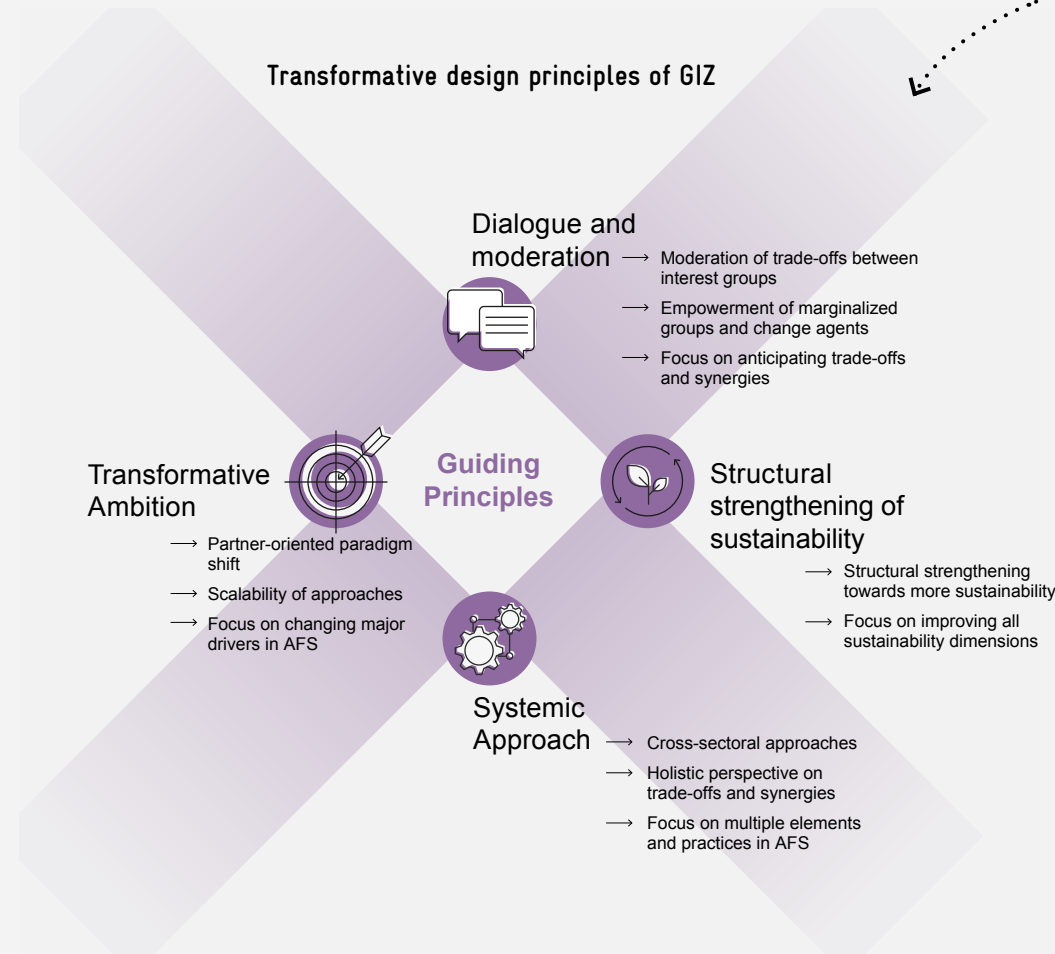 Transformative design principles of GIZ
Dialogue and
moderation
Moderation of trade-offs between
interest groups
Empowerment of marginalized
groups and change agents
Focus on anticipating trade-offs
and synergies
Guiding
Principles
Transformative
Ambition
Partner-oriented paradigm
shift
Scalability of approaches
Focus on changing major
drivers in AFS
Structural
strengthening of
sustainability
Structural strengthening
towards more sustainability
Focus on improving all
sustainability dimensions
Systemic
Approach
Cross-sectoral approaches
Holistic perspective on
trade-offs and synergies
Focus on multiple elements
and practices in AFS